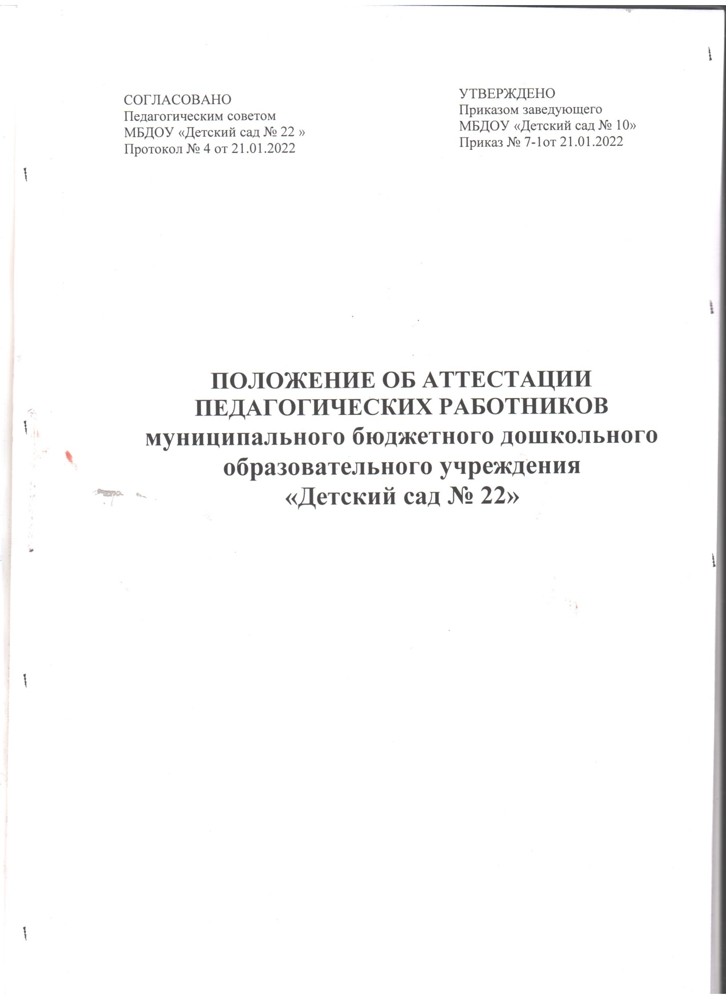 СОГЛАСОВАНО
Педагогическим советом
МБДОУ «Детский сад № 22 »
Протокол № 4 от 21.01.2022
УТВЕРЖДЕНО
Приказом заведующего
МБДОУ «Детский сад № 10»
Приказ № 7-1от 21.01.2022
ПОЛОЖЕНИЕ ОБ АТТЕСТАЦИИ
ПЕДАГОГИЧЕСКИХ РАБОТНИКОВ
муниципального бюджетного дошкольного
образовательного учреждения
«Детский сад № 22»